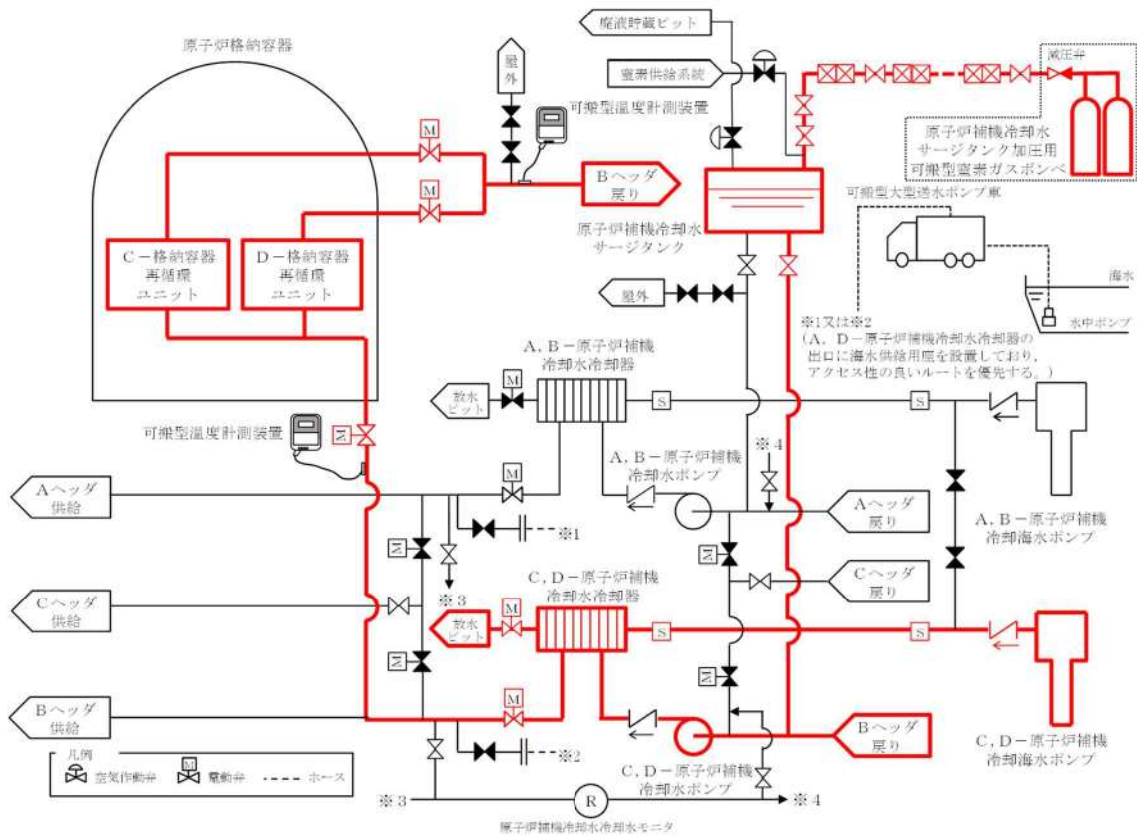 原子炉格納容器
屋外
廃液貯蔵ピット
窒素供給系統
可搬型温度計測装置
減圧弁
原子炉補機冷却水
サージタンク加圧用
可搬型窒素ガスボンベ
M
M
Bヘッダ
戻り
C-格納容器
再循環
ユニット
D-格納容器
再循環
ユニット
原子炉補機冷却水
サージタンク
可搬型大型送水ポンプ車
海水
水中ポンプ
屋外
※1又は※2
(A, D-原子炉補機冷却水冷却器の
出口に海水供給用座を設置しており、
アクセス性の良いルートを優先する。)
A, B-原子炉補機
冷却水冷却器
放水
ピット
M
S
S
可搬型温度計測装置
M
※4
A, B-原子炉補機
冷却水ポンプ
M
Aヘッダ
供給
Aヘッダ
戻り
A, B-原子炉補機
冷却海水ポンプ
※1
M
M
※3
Cヘッダ
供給
Cヘッダ
戻り
C, D-原子炉補機
冷却水冷却器
放水
ピット
M
S
S
M
M
M
Bヘッダ
供給
Bヘッダ
戻り
※2
C, D-原子炉補機
冷却水ポンプ
C, D-原子炉補機
冷却海水ポンプ
凡例
空気作動弁
M
電動弁
ホース
※3
R
※4
原子炉補機冷却水冷却水モニタ